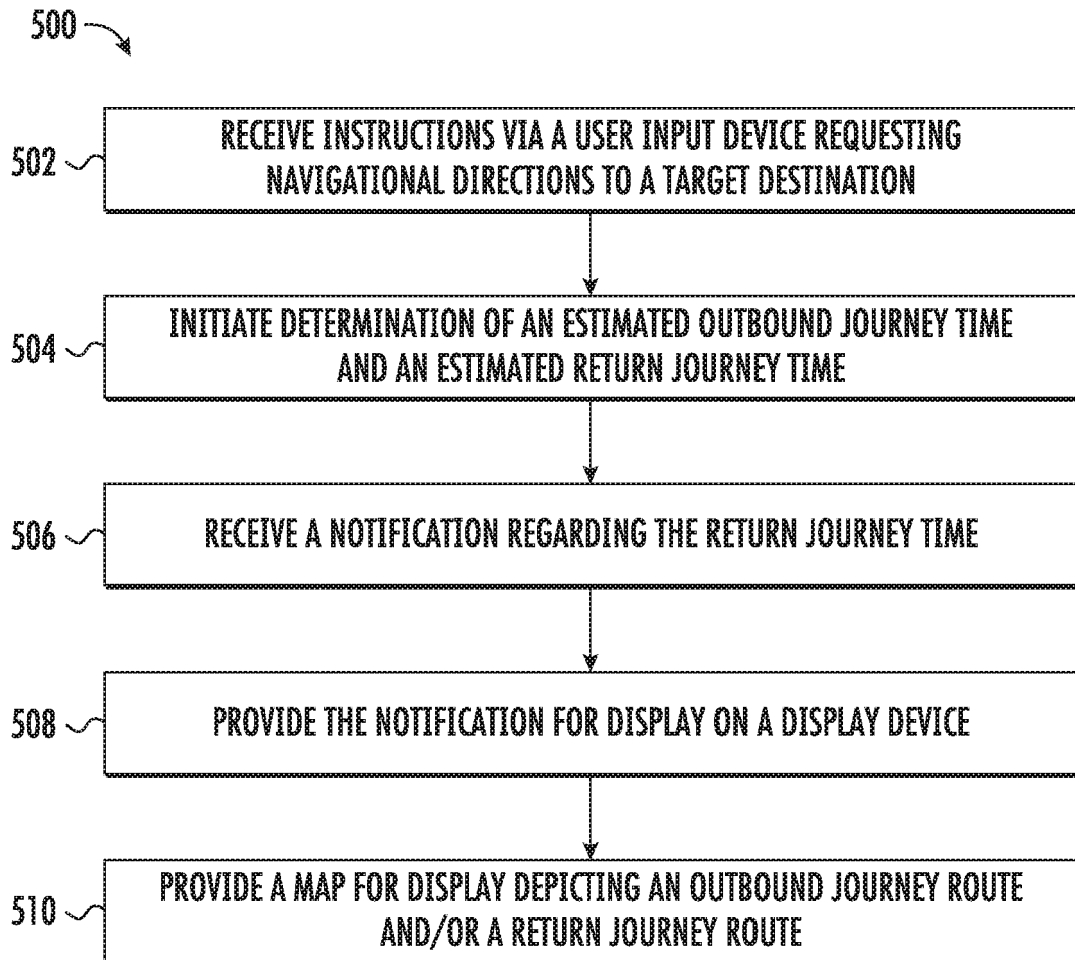 500
502
RECEIVE INSTRUCTIONS VIA A USER INPUT DEVICE REQUESTING
NAVIGATIONAL DIRECTIONS TO A TARGET DESTINATION
504
INITIATE DETERMINATION OF AN ESTIMATED OUTBOUND JOURNEY TIME
AND AN ESTIMATED RETURN JOURNEY TIME
506
RECEIVE A NOTIFICATION REGARDING THE RETURN JOURNEY TIME
508
PROVIDE THE NOTIFICATION FOR DISPLAY ON A DISPLAY DEVICE
510
PROVIDE A MAP FOR DISPLAY DEPICTING AN OUTBOUND JOURNEY ROUTE
AND/OR A RETURN JOURNEY ROUTE